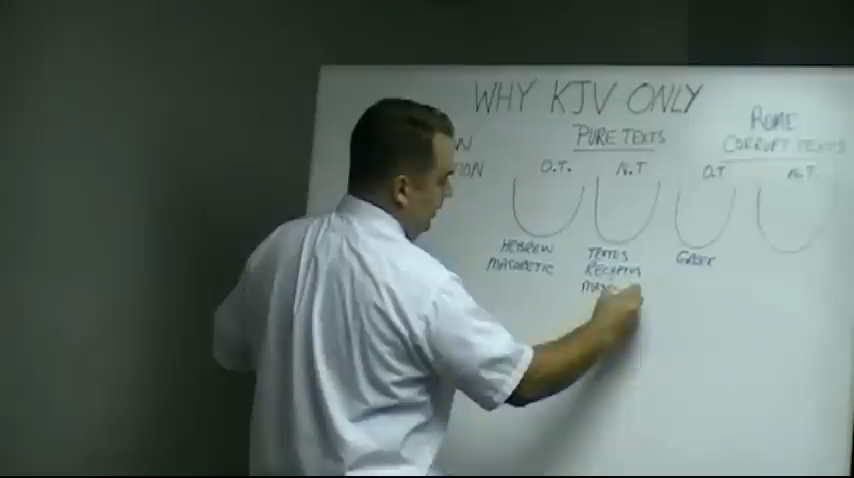 WHY KJV ONLY
PURE TEXTS
ROME
CORRUPT TEXTS
O.T.
N.T
O.T
N.T.
HEBREW
MASORETIC
TEXTUS
RECEPTUS
GREEK